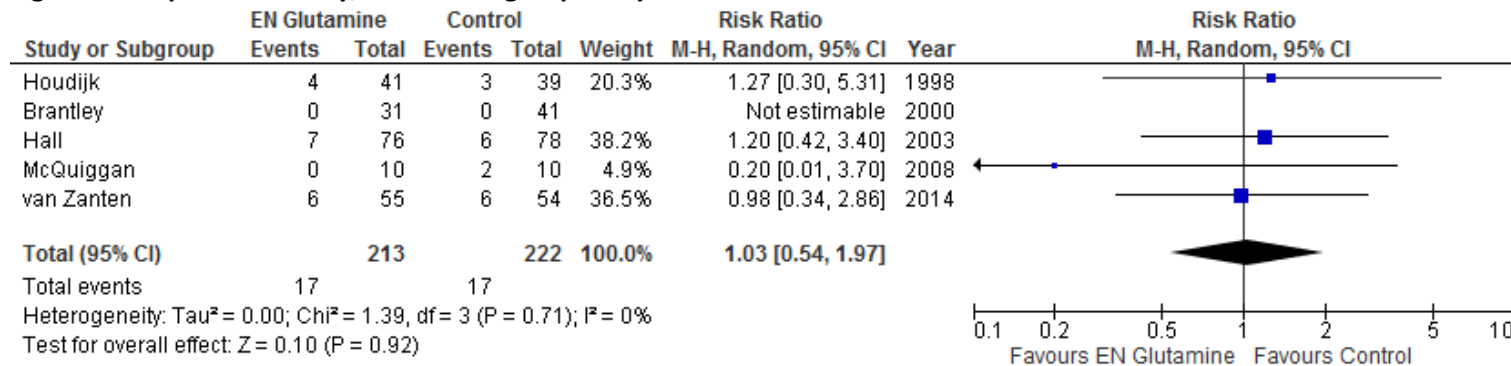 EN Glutamine Control Risk Ratio Risk Ratio
Study or Subgroup Events Total Events Total Weight M-H, Random, 95% CI Year M-H, Random, 95% CI
Houdijk 4 41 3 39 20.3% 1.27 [0.30, 5.31] 1998
Brantley 0 31 0 41 Not estimable 2000
Hall 7 76 6 78 38.2% 1.20 [0.42, 3.40] 2003
McQuiggan 0 10 2 10 4.9% 0.20 [0.01, 3.70] 2008
van Zanten 6 55 6 54 36.5% 0.98 [0.34, 2.86] 2014
Total (95% CI) 213 222 100.0% 1.03 [0.54, 1.97]
Total events 17 17
Heterogeneity: Tau² = 0.00; Chi² = 1.39, df = 3 (P = 0.71); I² = 0%
Test for overall effect: Z = 0.10 (P = 0.92)
0.1 0.2 0.5 1 2 5 10
Favours EN Glutamine Favours Control